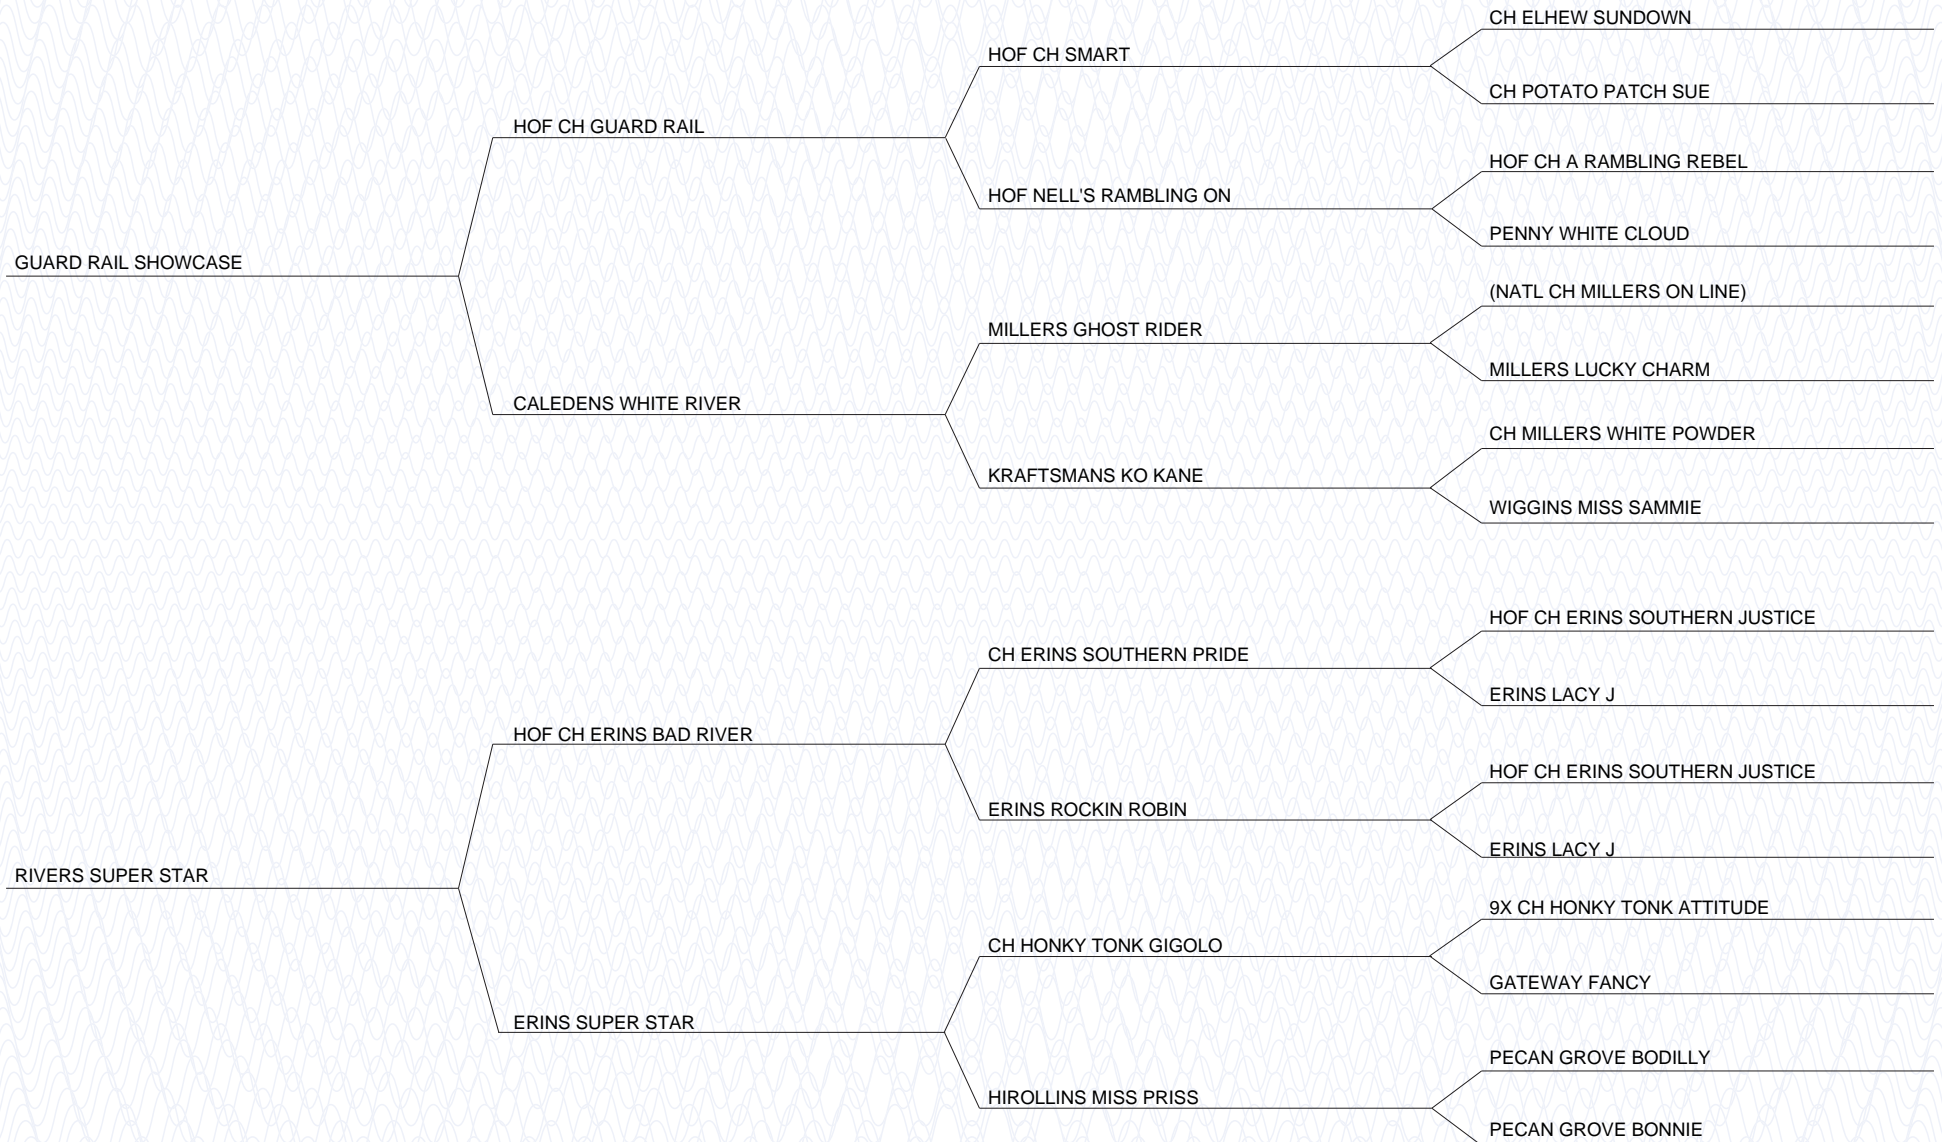 CH ELHEW SUNDOWN
HOF CH SMART
CH POTATO PATCH SUE
HOF CH GUARD RAIL
HOF CH A RAMBLING REBEL
HOF NELL'S RAMBLING ON
PENNY WHITE CLOUD
GUARD RAIL SHOWCASE
(NATL CH MILLERS ON LINE)
MILLERS GHOST RIDER
MILLERS LUCKY CHARM
CALEDENS WHITE RIVER
CH MILLERS WHITE POWDER
KRAFTSMANS KO KANE
WIGGINS MISS SAMMIE
HOF CH ERINS SOUTHERN JUSTICE
CH ERINS SOUTHERN PRIDE
ERINS LACY J
HOF CH ERINS BAD RIVER
HOF CH ERINS SOUTHERN JUSTICE
ERINS ROCKIN ROBIN
ERINS LACY J
RIVERS SUPER STAR
9X CH HONKY TONK ATTITUDE
CH HONKY TONK GIGOLO
GATEWAY FANCY
ERINS SUPER STAR
PECAN GROVE BODILLY
HIROLLINS MISS PRISS
PECAN GROVE BONNIE